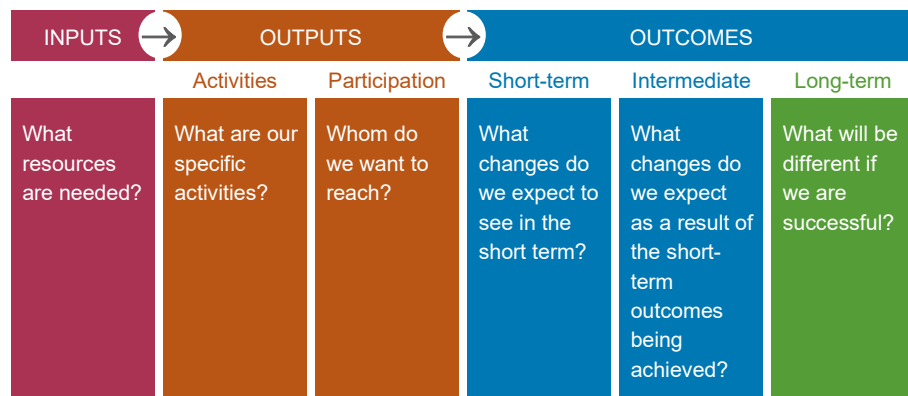 INPUTS → OUTPUTS → OUTCOMES
Activities Participation Short-term Intermediate Long-term
What
resources
are needed?
What are our
specific
activities?
Whom do
we want to
reach?
What
changes do
we expect to
see in the
short term?
What
changes do
we expect
as a result of
the short-
term
outcomes
being
achieved?
What will be
different if
we are
successful?